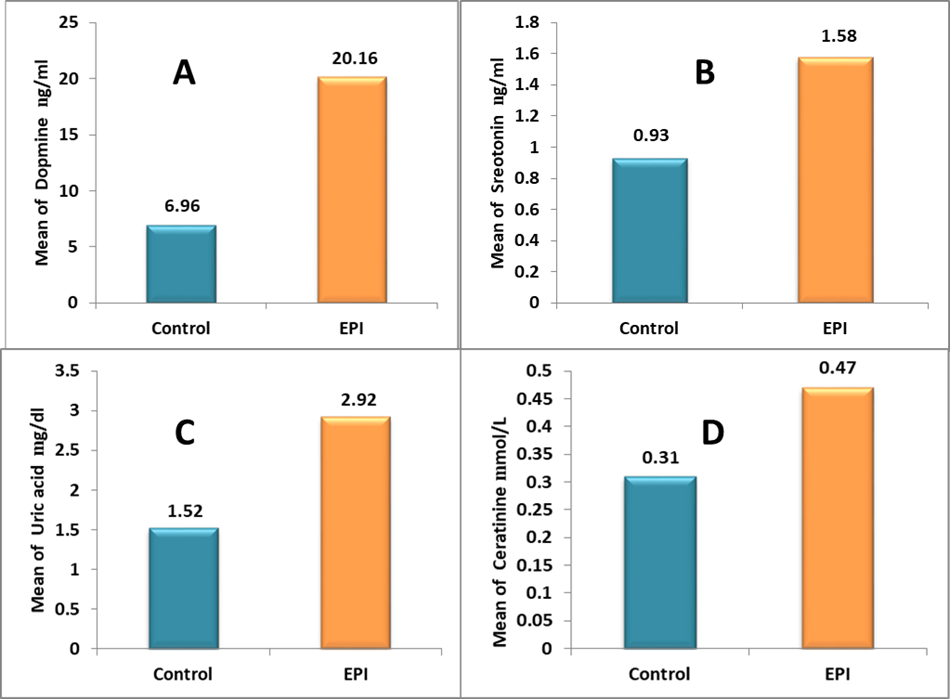 A
Mean of Dopmine ng/ml
25
20
15
10
5
0
6.96
20.16
Control
EPI
B
Mean of Sreotonin ng/ml
1.8
1.6
1.4
1.2
1
0.8
0.6
0.4
0.2
0
0.93
1.58
Control
EPI
C
Mean of Uric acid mg/dl
3.5
3
2.5
2
1.5
1
0.5
0
1.52
2.92
Control
EPI
D
Mean of Ceratinine mmol/L
0.5
0.45
0.4
0.35
0.3
0.25
0.2
0.15
0.1
0.05
0
0.31
0.47
Control
EPI